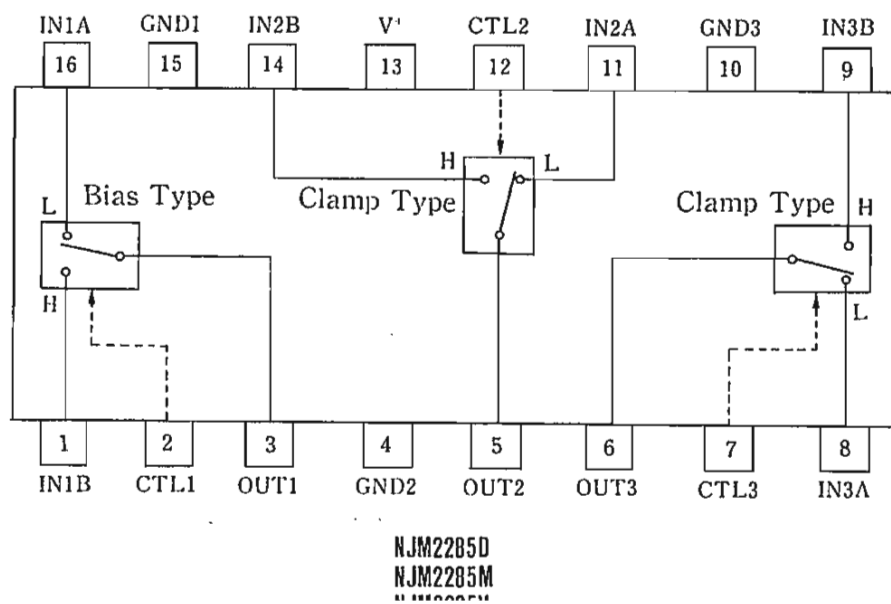 IN1A GND1 IN2B V+ CTL2 IN2A GND3 IN3B
16 15 14 13 12 11 10 9
H L
L Bias Type Clamp Type Clamp Type H
H L
1 2 3 4 5 6 7 8
IN1B CTL1 OUT1 GND2 OUT2 OUT3 CTL3 IN3A
NJM2285D
NJM2285M